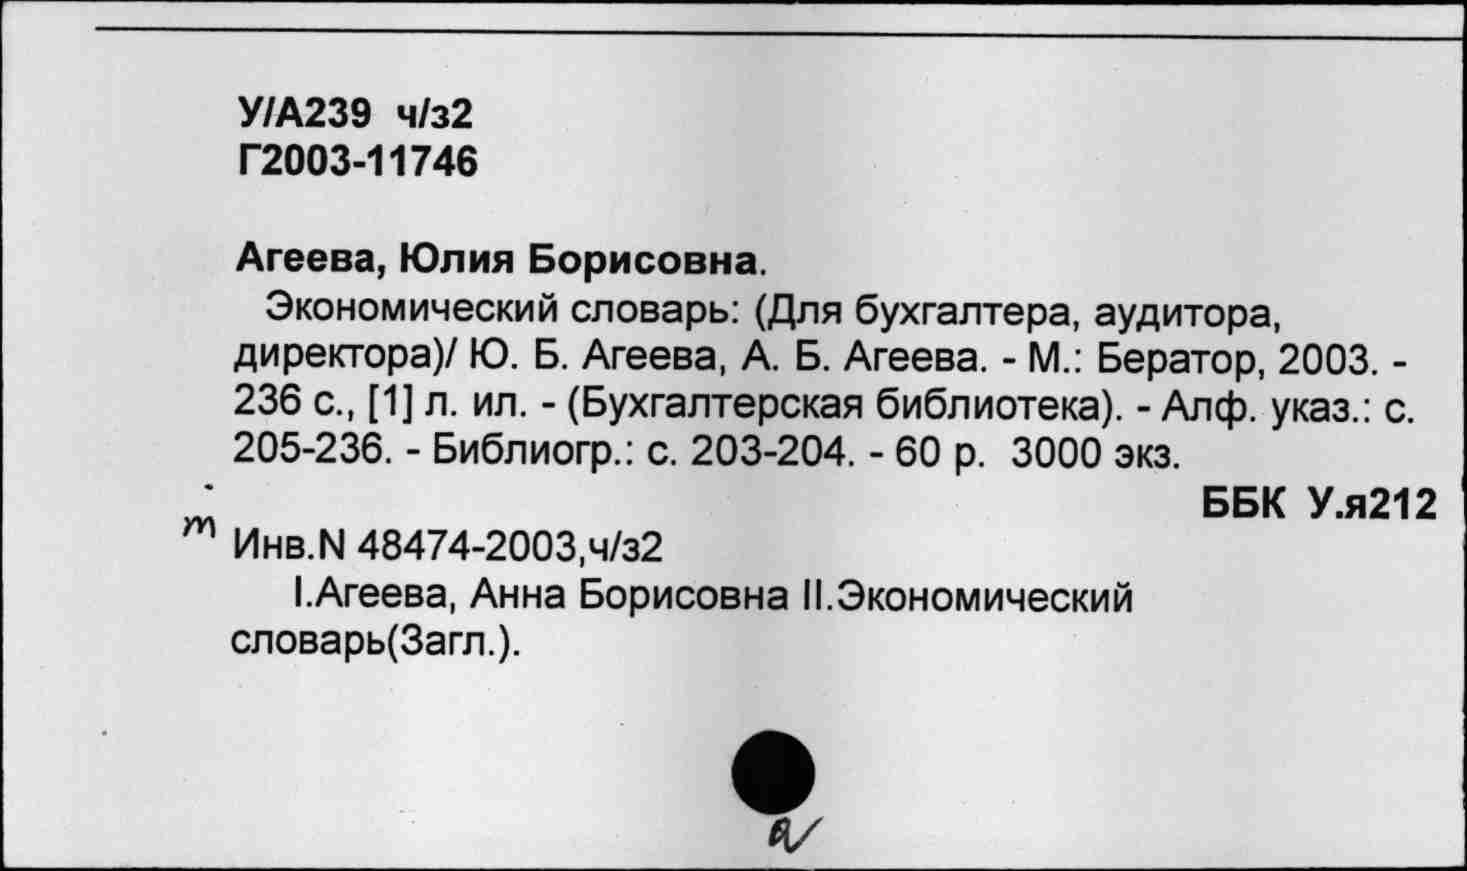 У/А239 ч/з2
Г2003-11746
Агеева, Юлия Борисовна.
Экономический словарь: (Для бухгалтера, аудитора,
директора)/ Ю. Б. Агеева, А. Б. Агеева. - М.: Бератор, 2003. -
236 с., [1] л. ил. - (Бухгалтерская библиотека). - Алф. указ.: с.
205-236. - Библиогр.: с. 203-204. - 60 р. 3000 экз.
ББК У.я212
т Инв.N 48474-2003,ч/з2
I.Агеева, Анна Борисовна II.Экономический
словарь(Загл.).